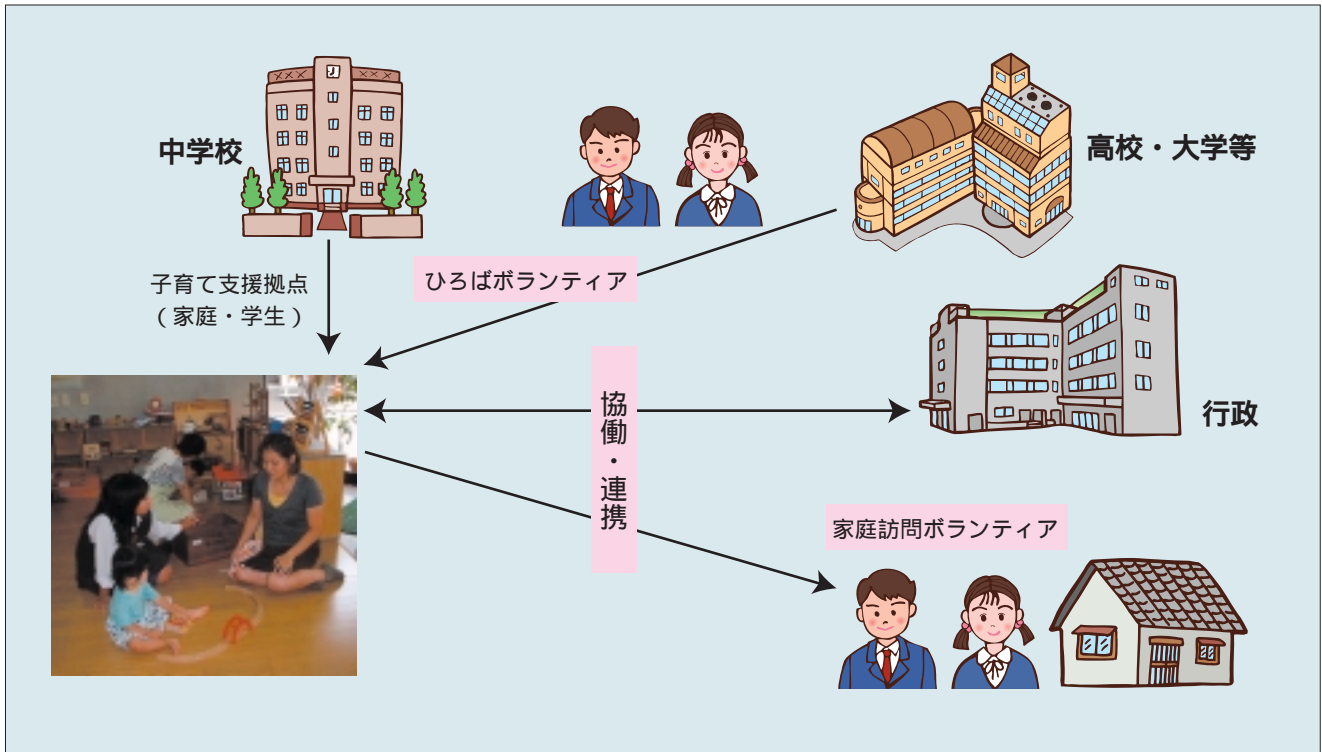 中学校
高校・大学等
ひろばボランティア
子育て支援拠点
（家庭・学生）
協働・連携
行政
家庭訪問ボランティア